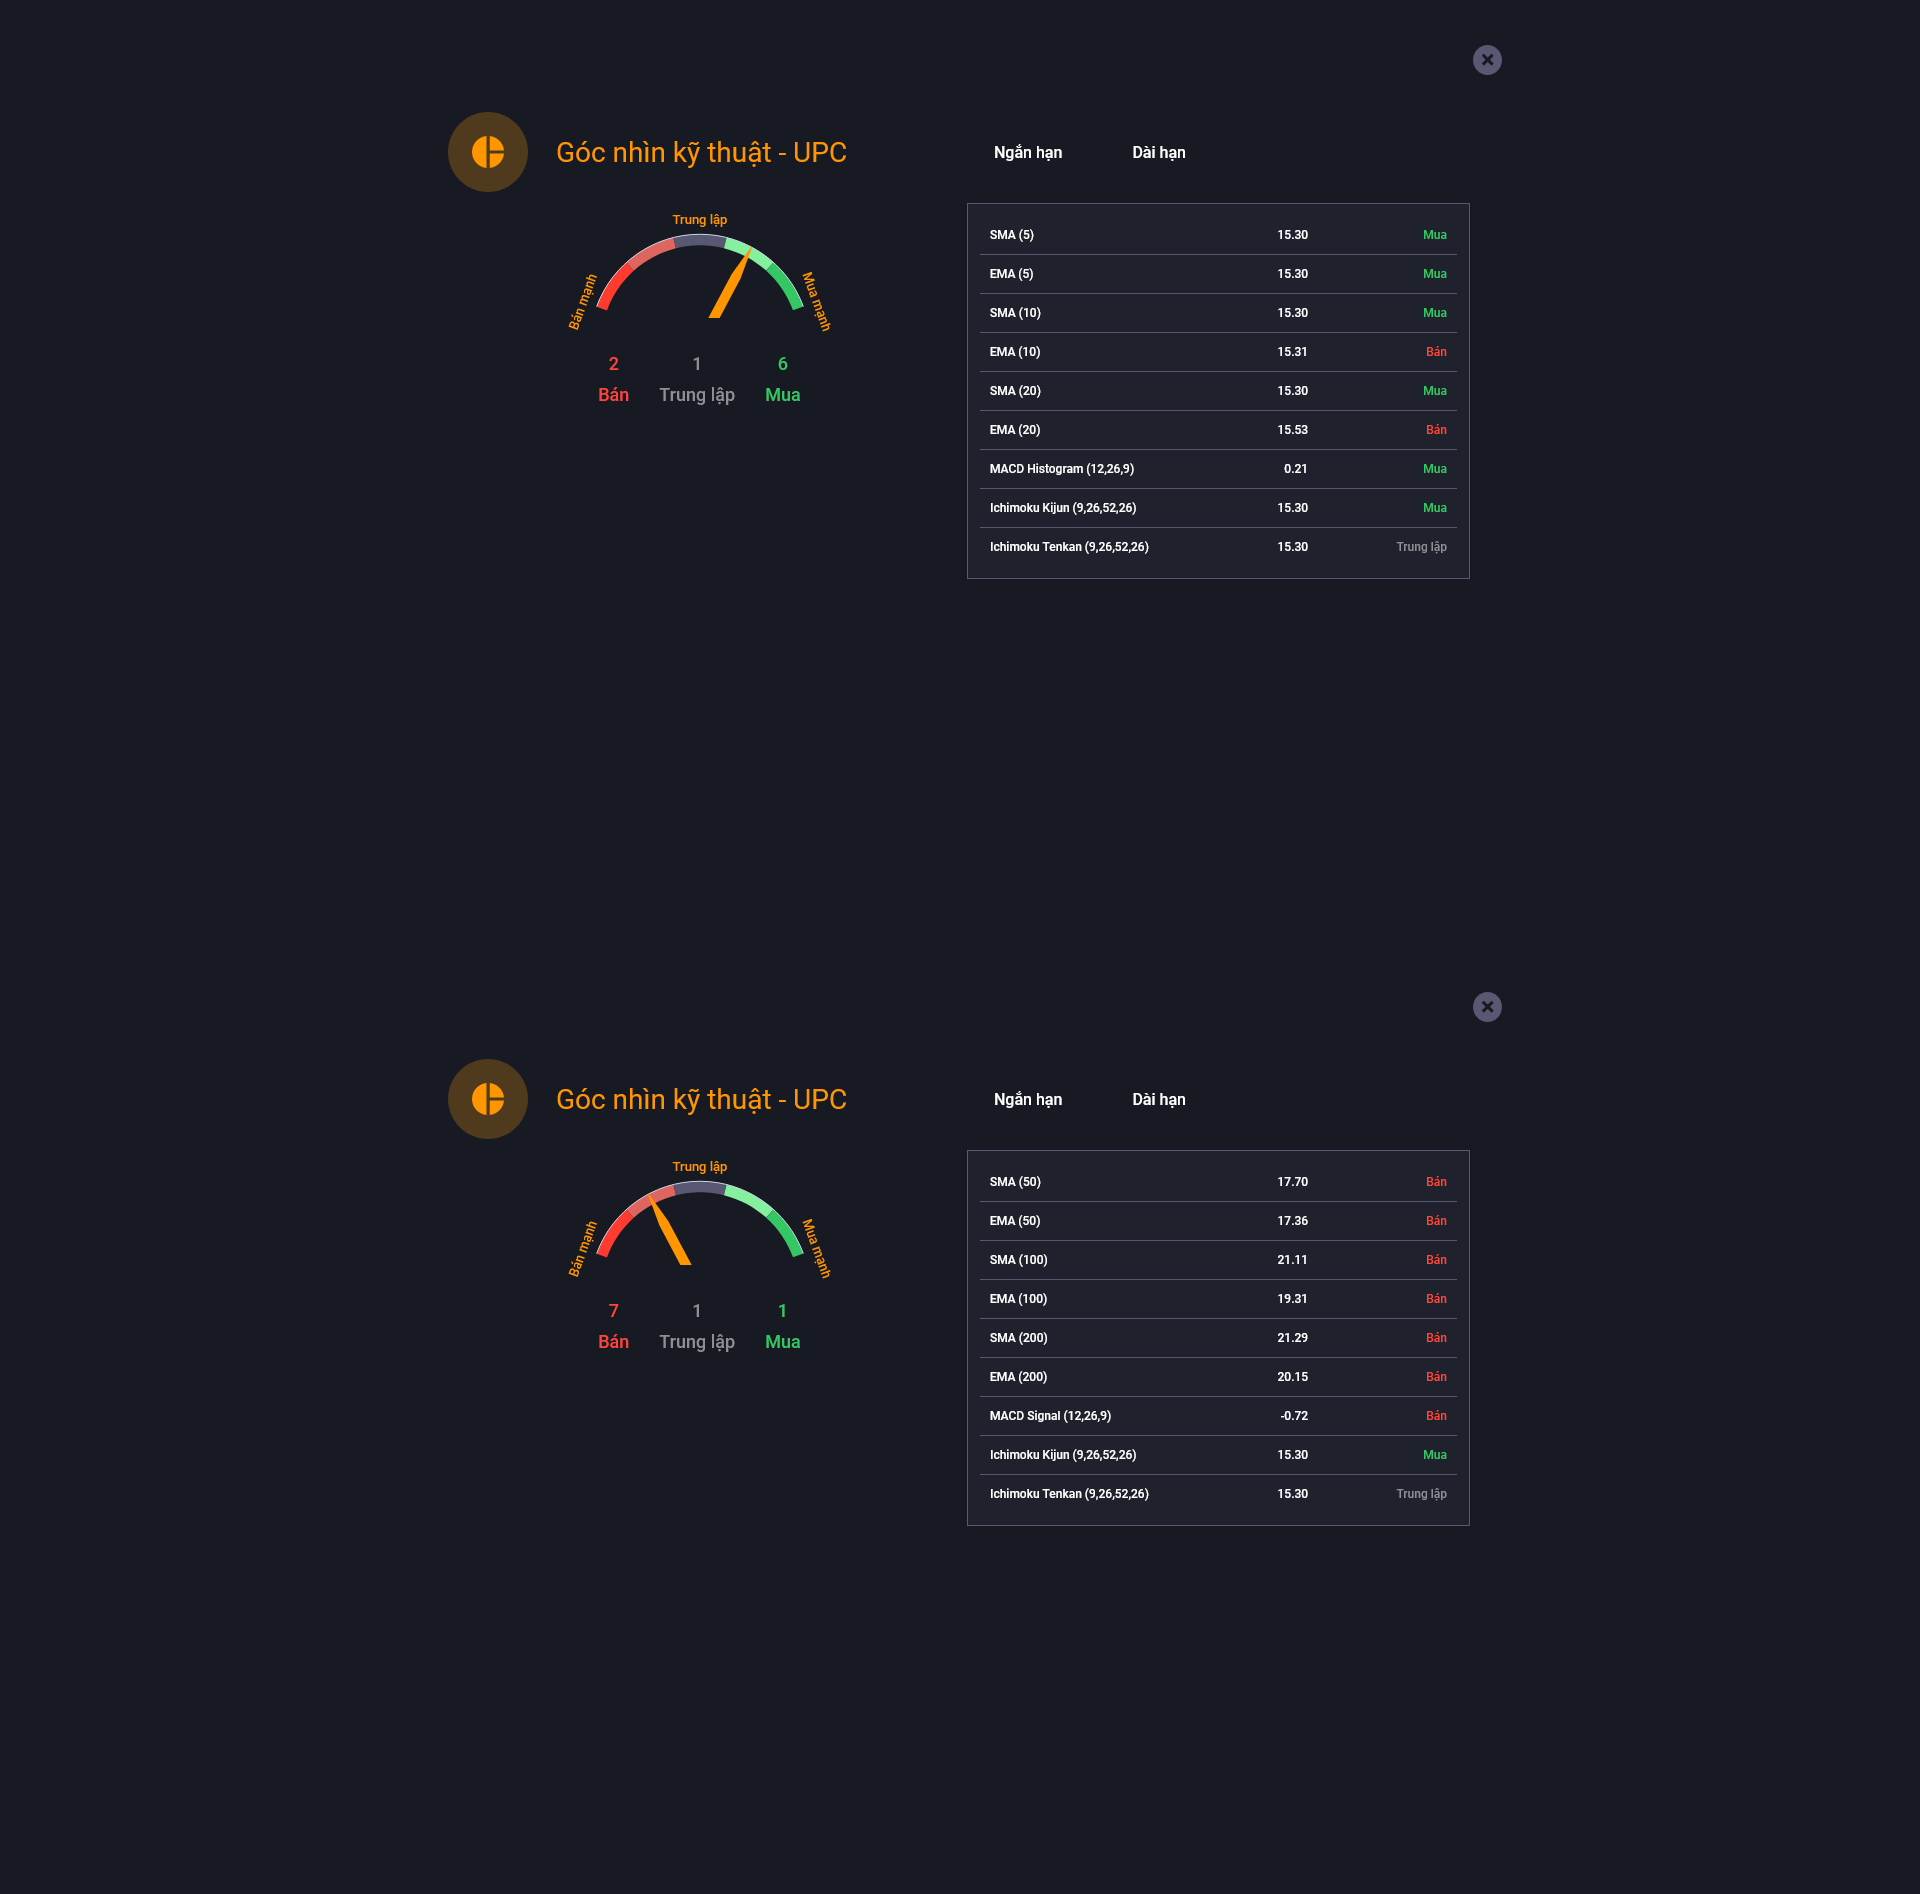 Góc nhìn kỹ thuật - UPC
Ngắn hạn Dài hạn
Trung lập
Bán mạnh
Mua mạnh
2 1 6
Bán Trung lập Mua
SMA (5) 15.30 Mua
EMA (5) 15.30 Mua
SMA (10) 15.30 Mua
EMA (10) 15.31 Bán
SMA (20) 15.30 Mua
EMA (20) 15.53 Bán
MACD Histogram (12,26,9) 0.21 Mua
Ichimoku Kijun (9,26,52,26) 15.30 Mua
Ichimoku Tenkan (9,26,52,26) 15.30 Trung lập
Góc nhìn kỹ thuật - UPC
Ngắn hạn Dài hạn
Trung lập
Bán mạnh
Mua mạnh
7 1 1
Bán Trung lập Mua
SMA (50) 17.70 Bán
EMA (50) 17.36 Bán
SMA (100) 21.11 Bán
EMA (100) 19.31 Bán
SMA (200) 21.29 Bán
EMA (200) 20.15 Bán
MACD Signal (12,26,9) -0.72 Bán
Ichimoku Kijun (9,26,52,26) 15.30 Mua
Ichimoku Tenkan (9,26,52,26) 15.30 Trung lập